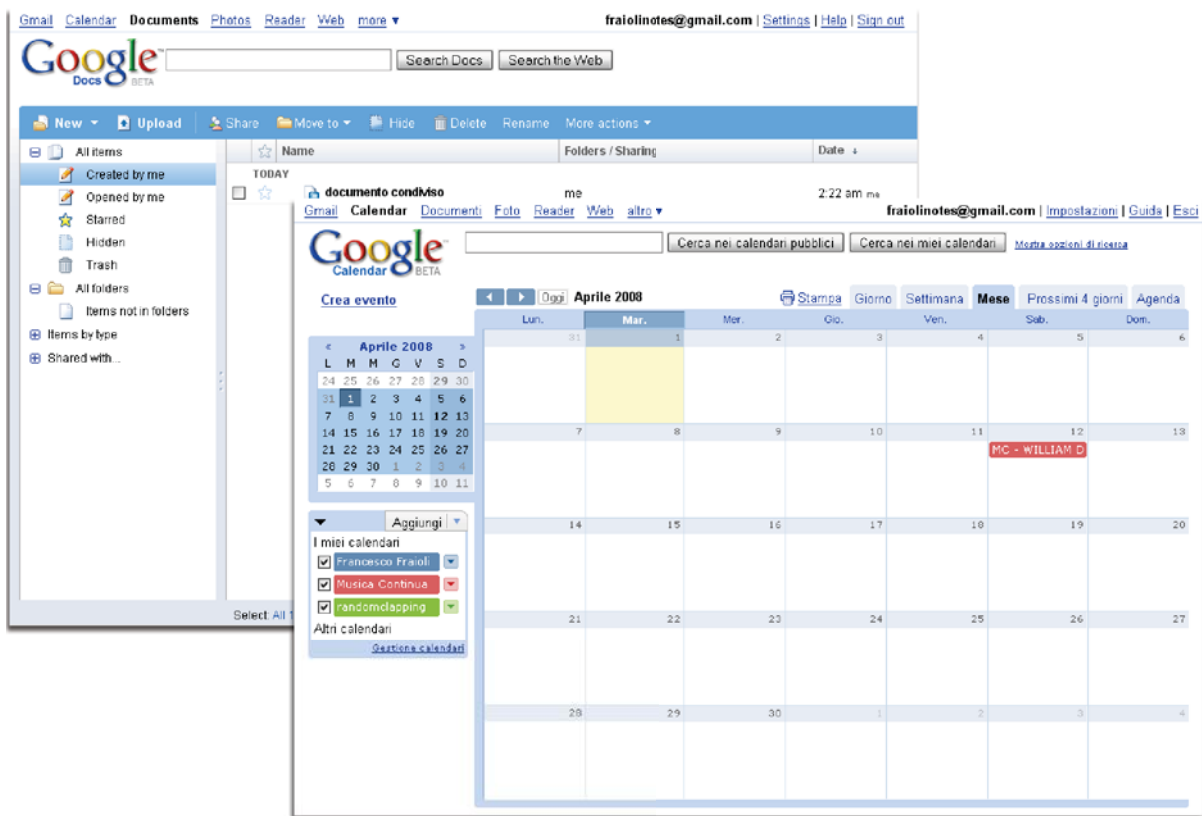 Gmail Calendar Documents Photos Reader Web more ▼ fraiolinotes@gmail.com | Settings | Help | Sign out
Google Docs BETA Search Docs Search the Web
New Upload Share Move to Hide Delete Rename More actions
All items Name Folders / Sharing Date ↓
Created by me TODAY
documento condiviso me 2:22 am me
Opened by me
Starred
Hidden
Trash
All folders
Items not in folders
Items by type
Shared with...
Select: All 1
Gmail Calendar Documenti Foto Reader Web altro ▼ fraiolinotes@gmail.com | Impostazioni | Guida | Esci
Google Calendar BETA Cerca nei calendari pubblici Cerca nei miei calendari Mostra opzioni di ricerca
Crea evento Oggi Aprile 2008 Stampa Giorno Settimana Mese Prossimi 4 giorni Agenda
« Aprile 2008 »
L M M G V S D
24 25 26 27 28 29 30
31 1 2 3 4 5 6
7 8 9 10 11 12 13
14 15 16 17 18 19 20
21 22 23 24 25 26 27
28 29 30 1 2 3 4
5 6 7 8 9 10 11
Aggiungi
I miei calendari
Francesco Fraioli
Musica Continua
randomclapping
Altri calendari
Gestione calendari
Lun. Mar. Mer. Gio. Ven. Sab. Dom.
31 1 2 3 4 5 6
7 8 9 10 11 12 13
MC - WILLIAM D
14 15 16 17 18 19 20
21 22 23 24 25 26 27
28 29 30 1 2 3 4